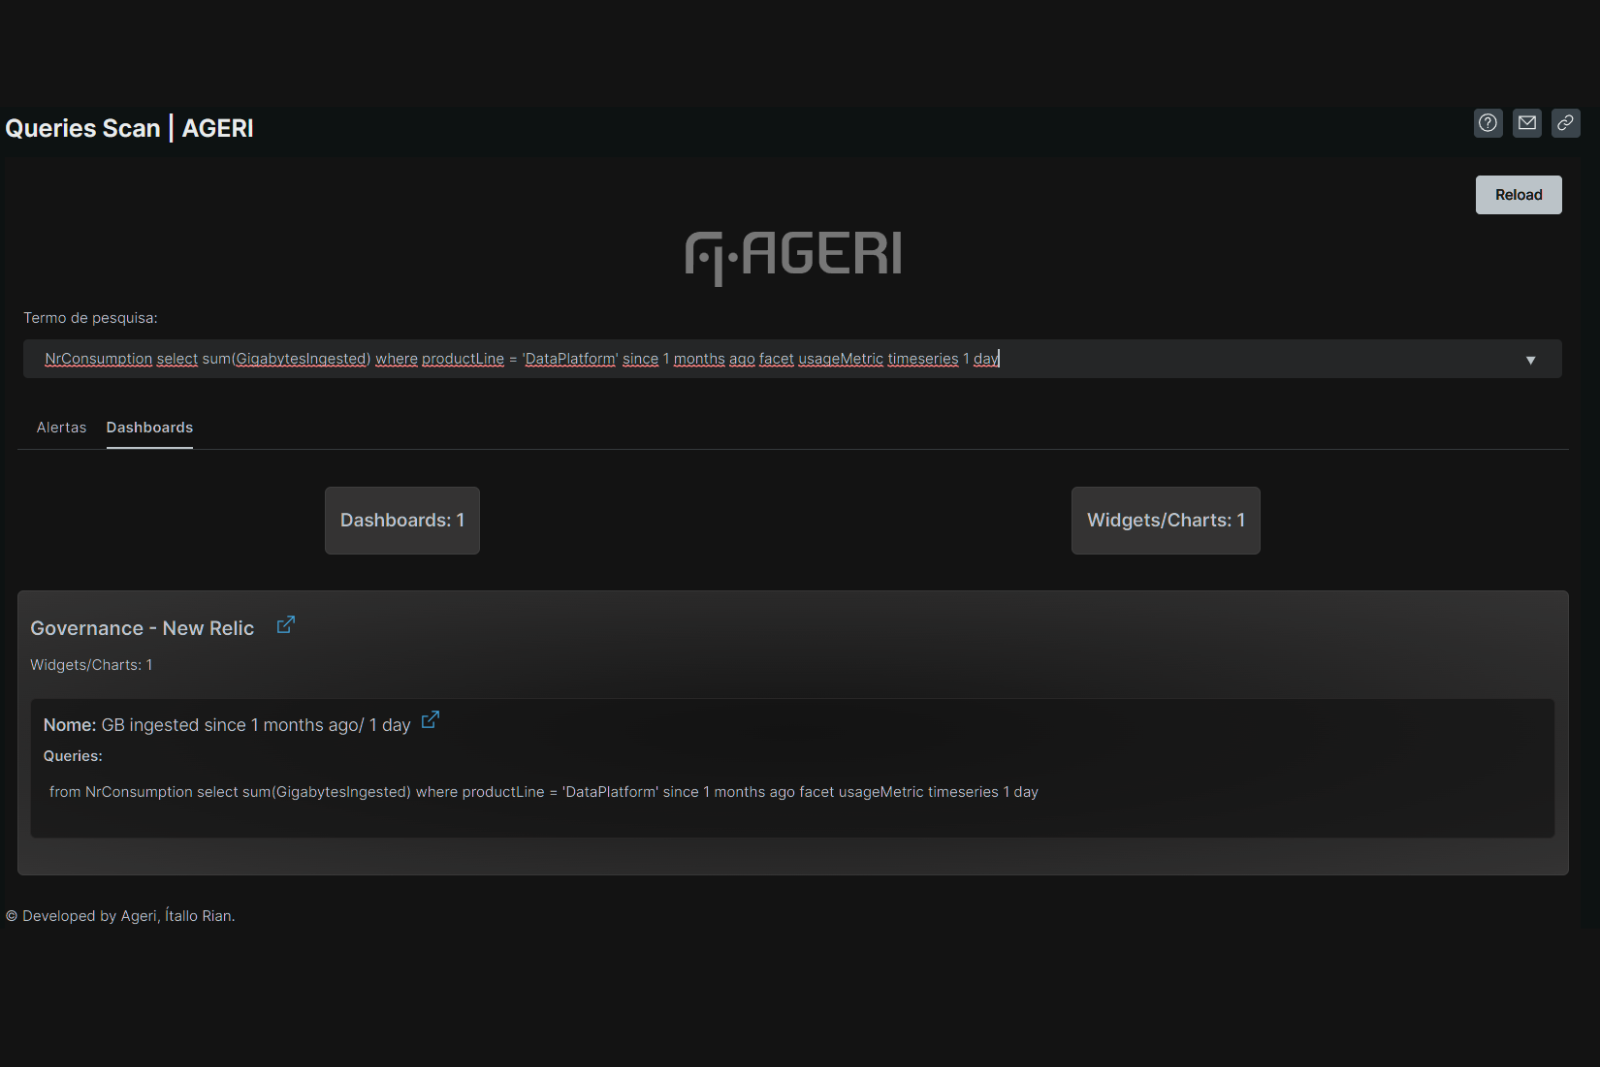 Queries Scan | AGERI
Reload
AGERI
Termo de pesquisa:
NrConsumption select sum(GigabytesIngested) where productLine = 'DataPlatform' since 1 months ago facet usageMetric timeseries 1 day
Alertas Dashboards
Dashboards: 1 Widgets/Charts: 1
Governance - New Relic
Widgets/Charts: 1
Nome: GB ingested since 1 months ago/ 1 day
Queries:
from NrConsumption select sum(GigabytesIngested) where productLine = 'DataPlatform' since 1 months ago facet usageMetric timeseries 1 day
© Developed by Ageri, Ítallo Rian.